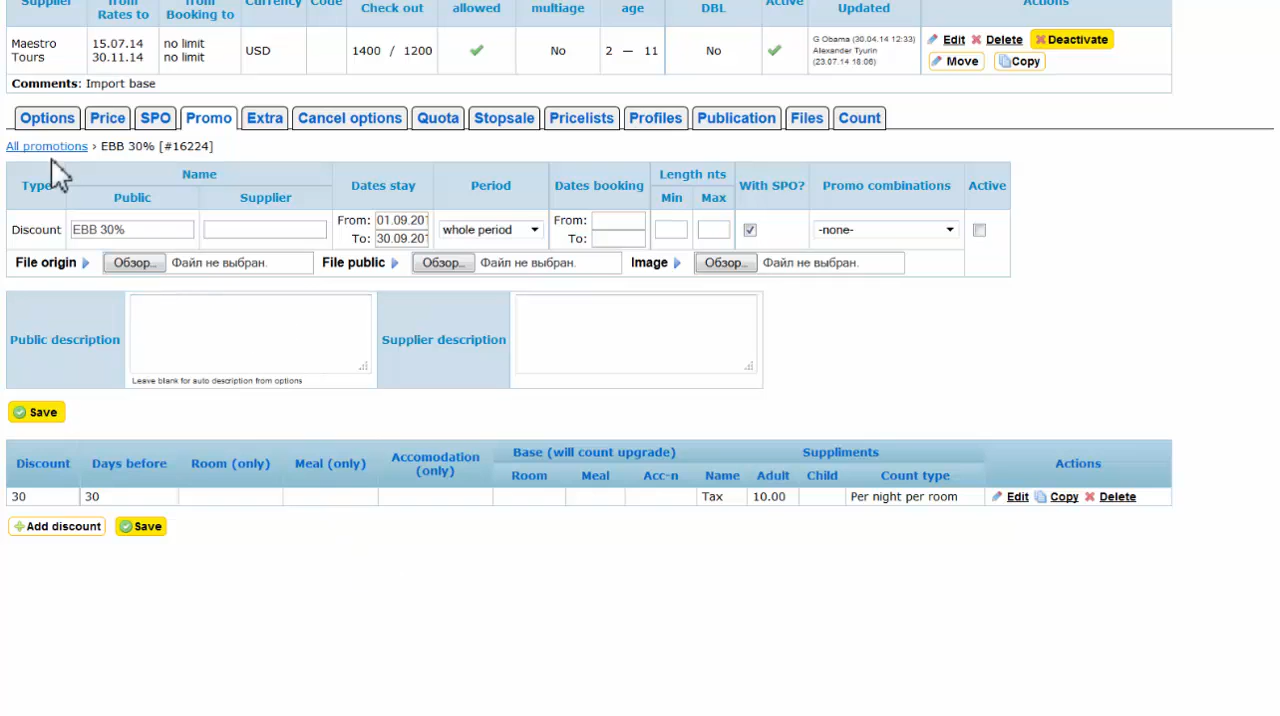 Supplier
from Rates to
from Booking to
Currency
Code
Check out
allowed
multiage
age
DBL
Active
Updated
Actions
Maestro Tours
15.07.14
30.11.14
no limit
no limit
USD
1400 / 1200
No
2 — 11
No
G Obama (30.04.14 12:33)
Alexander Tyurin
(23.07.14 18:06)
Edit Delete Deactivate
Move Copy
Comments: Import base
Options Price SPO Promo Extra Cancel options Quota Stopsale Pricelists Profiles Publication Files Count
All promotions › EBB 30% [#16224]
Type
Name
Public
Supplier
Dates stay
Period
Dates booking
Length nts
Min
Max
With SPO?
Promo combinations
Active
Discount
EBB 30%
From: 01.09.201
To: 30.09.201
whole period
From:
To:
-none-
File origin Обзор... Файл не выбран. File public Обзор... Файл не выбран. Image Обзор... Файл не выбран.
Public description
Leave blank for auto description from options
Supplier description
Save
Discount
Days before
Room (only)
Meal (only)
Accomodation (only)
Base (will count upgrade)
Room
Meal
Acc-n
Suppliments
Name
Adult
Child
Count type
Actions
30 30 Tax 10.00 Per night per room Edit Copy Delete
Add discount Save